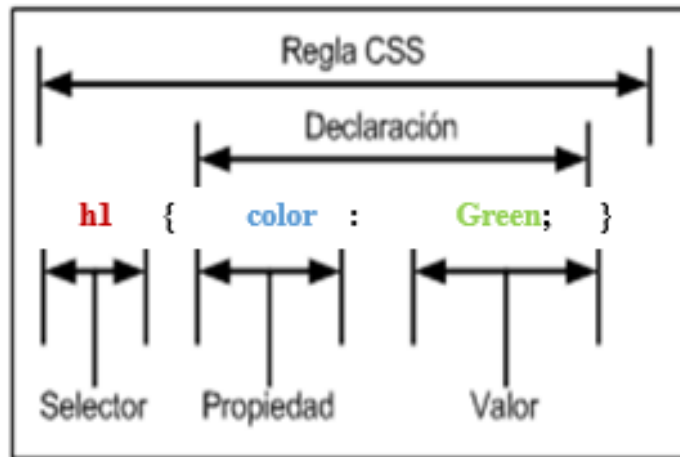 Regla CSS
Declaración
h1 { color : Green; }
Selector Propiedad Valor